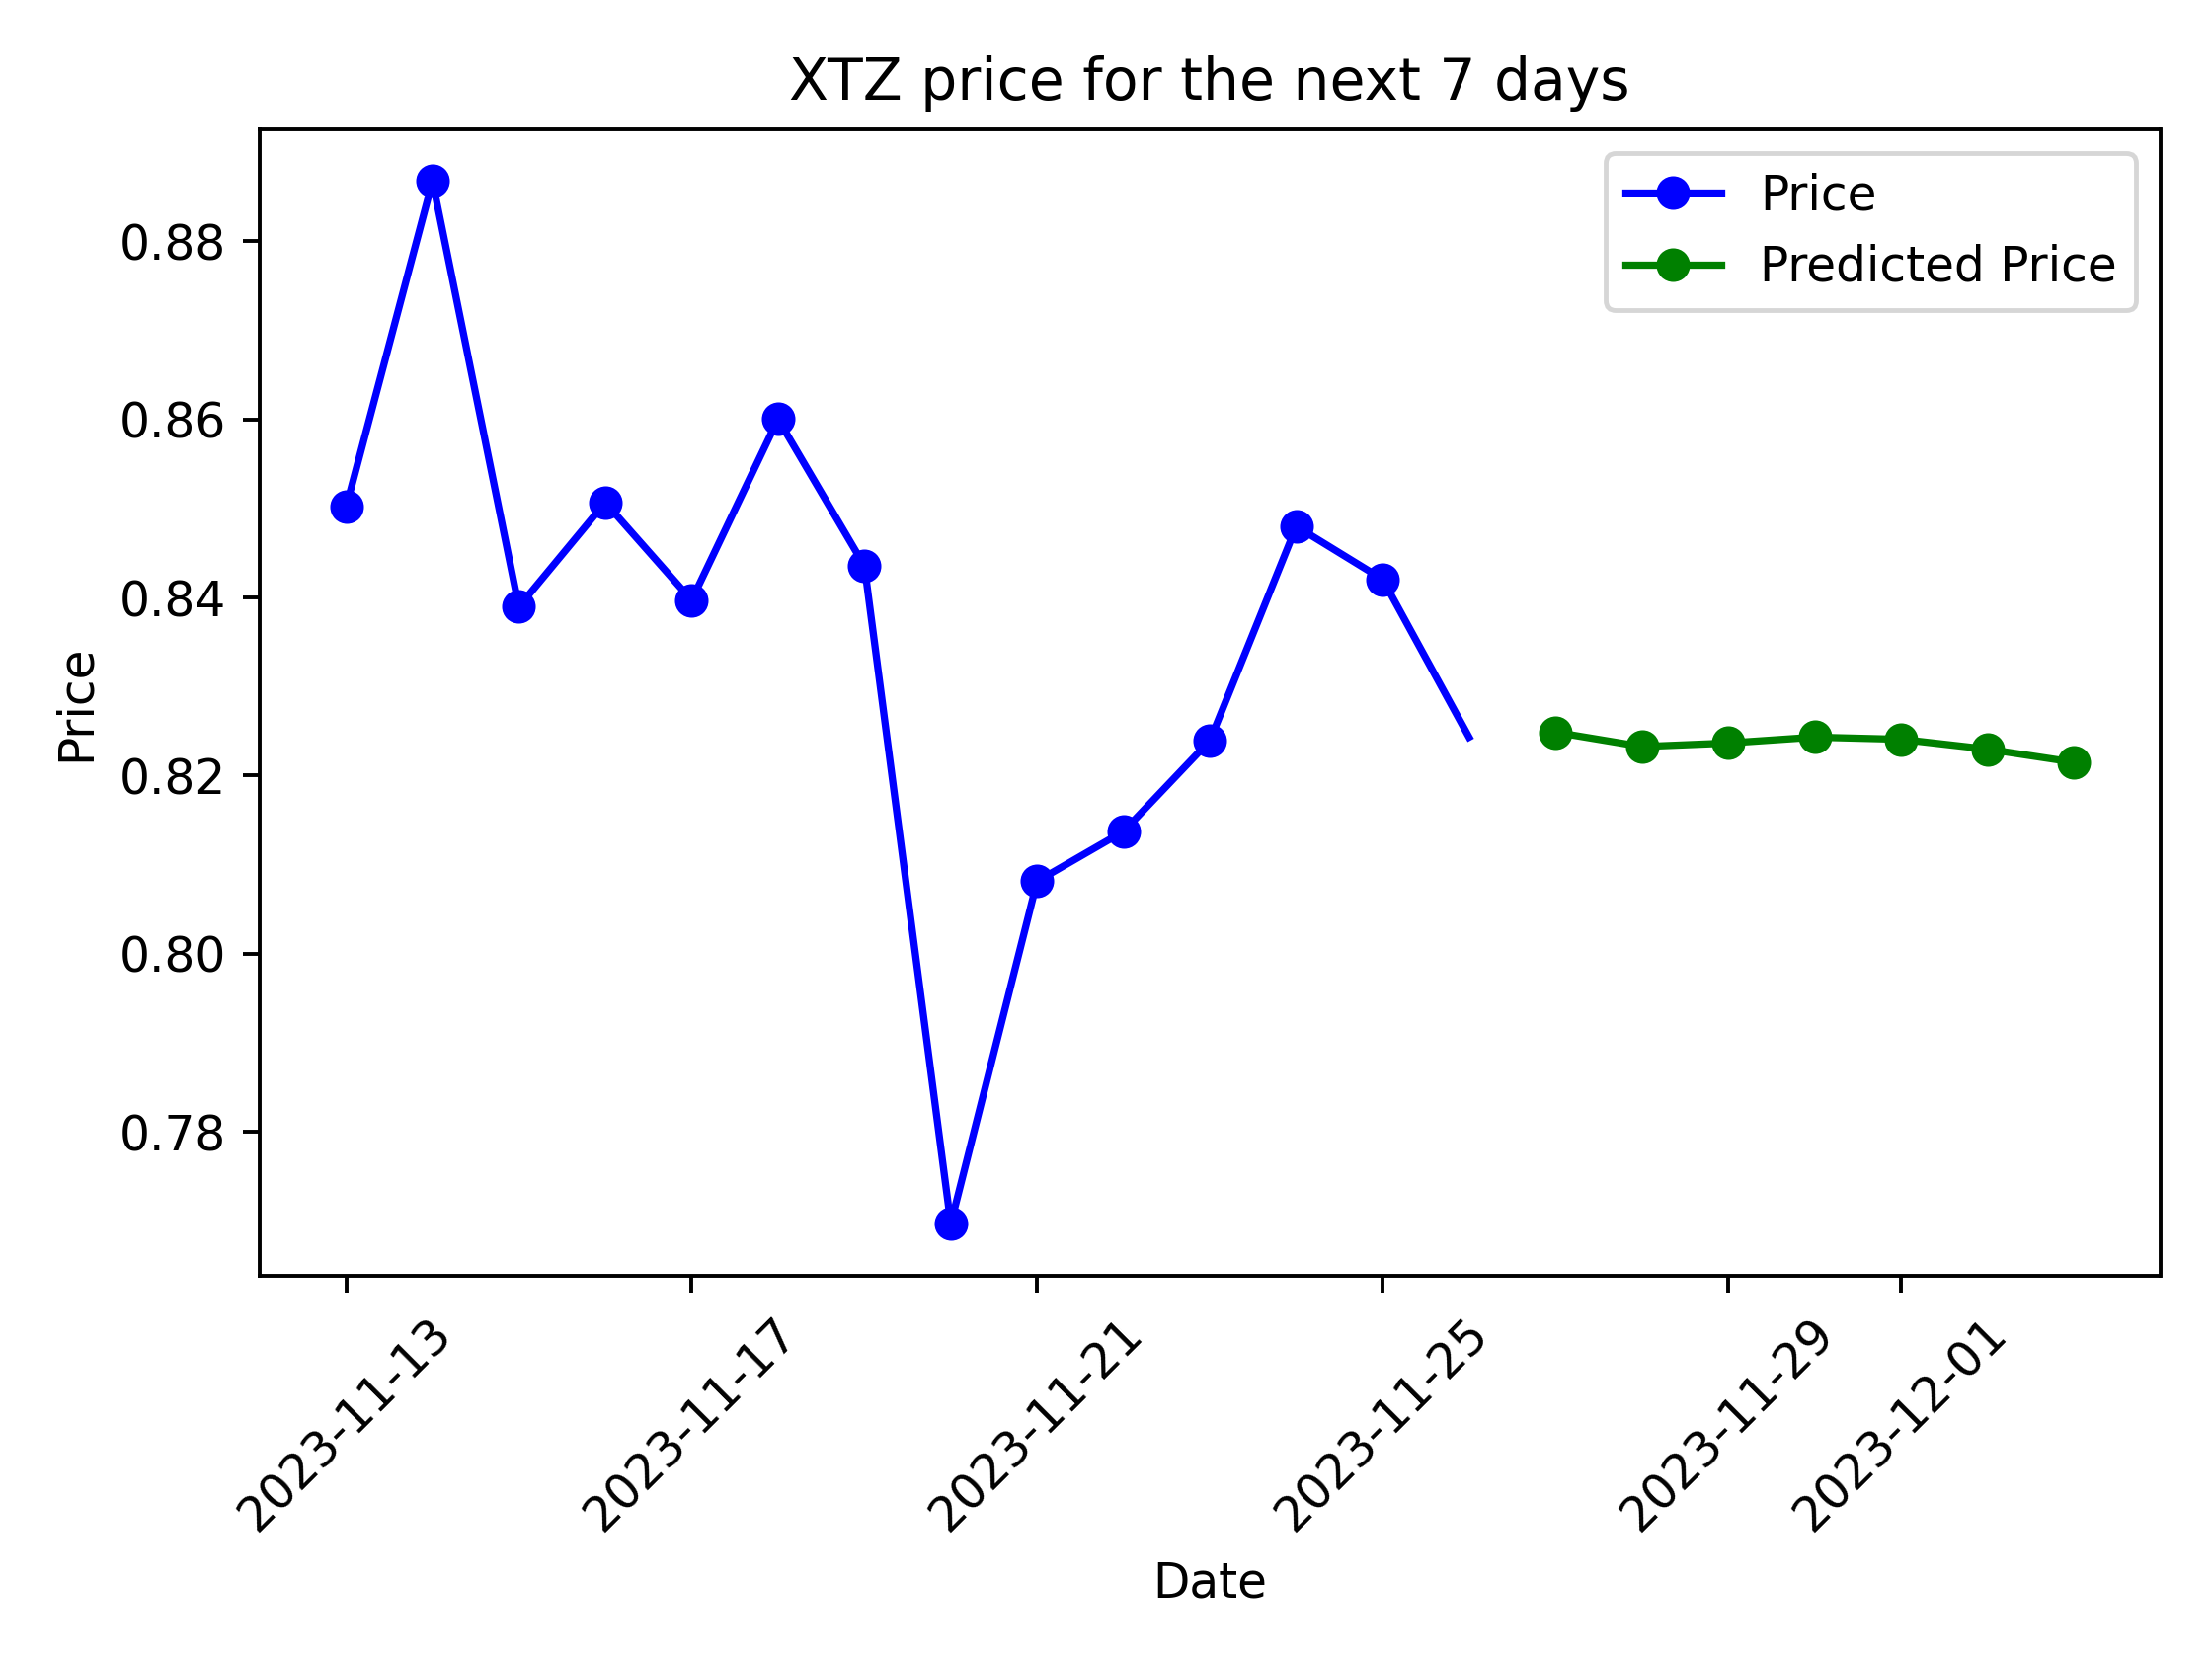 XTZ price for the next 7 days
Price
Predicted Price
0.88
0.86
0.84
0.82
0.80
0.78
Price
2023-11-13
2023-11-17
2023-11-21
2023-11-25
2023-11-29
2023-12-01
Date